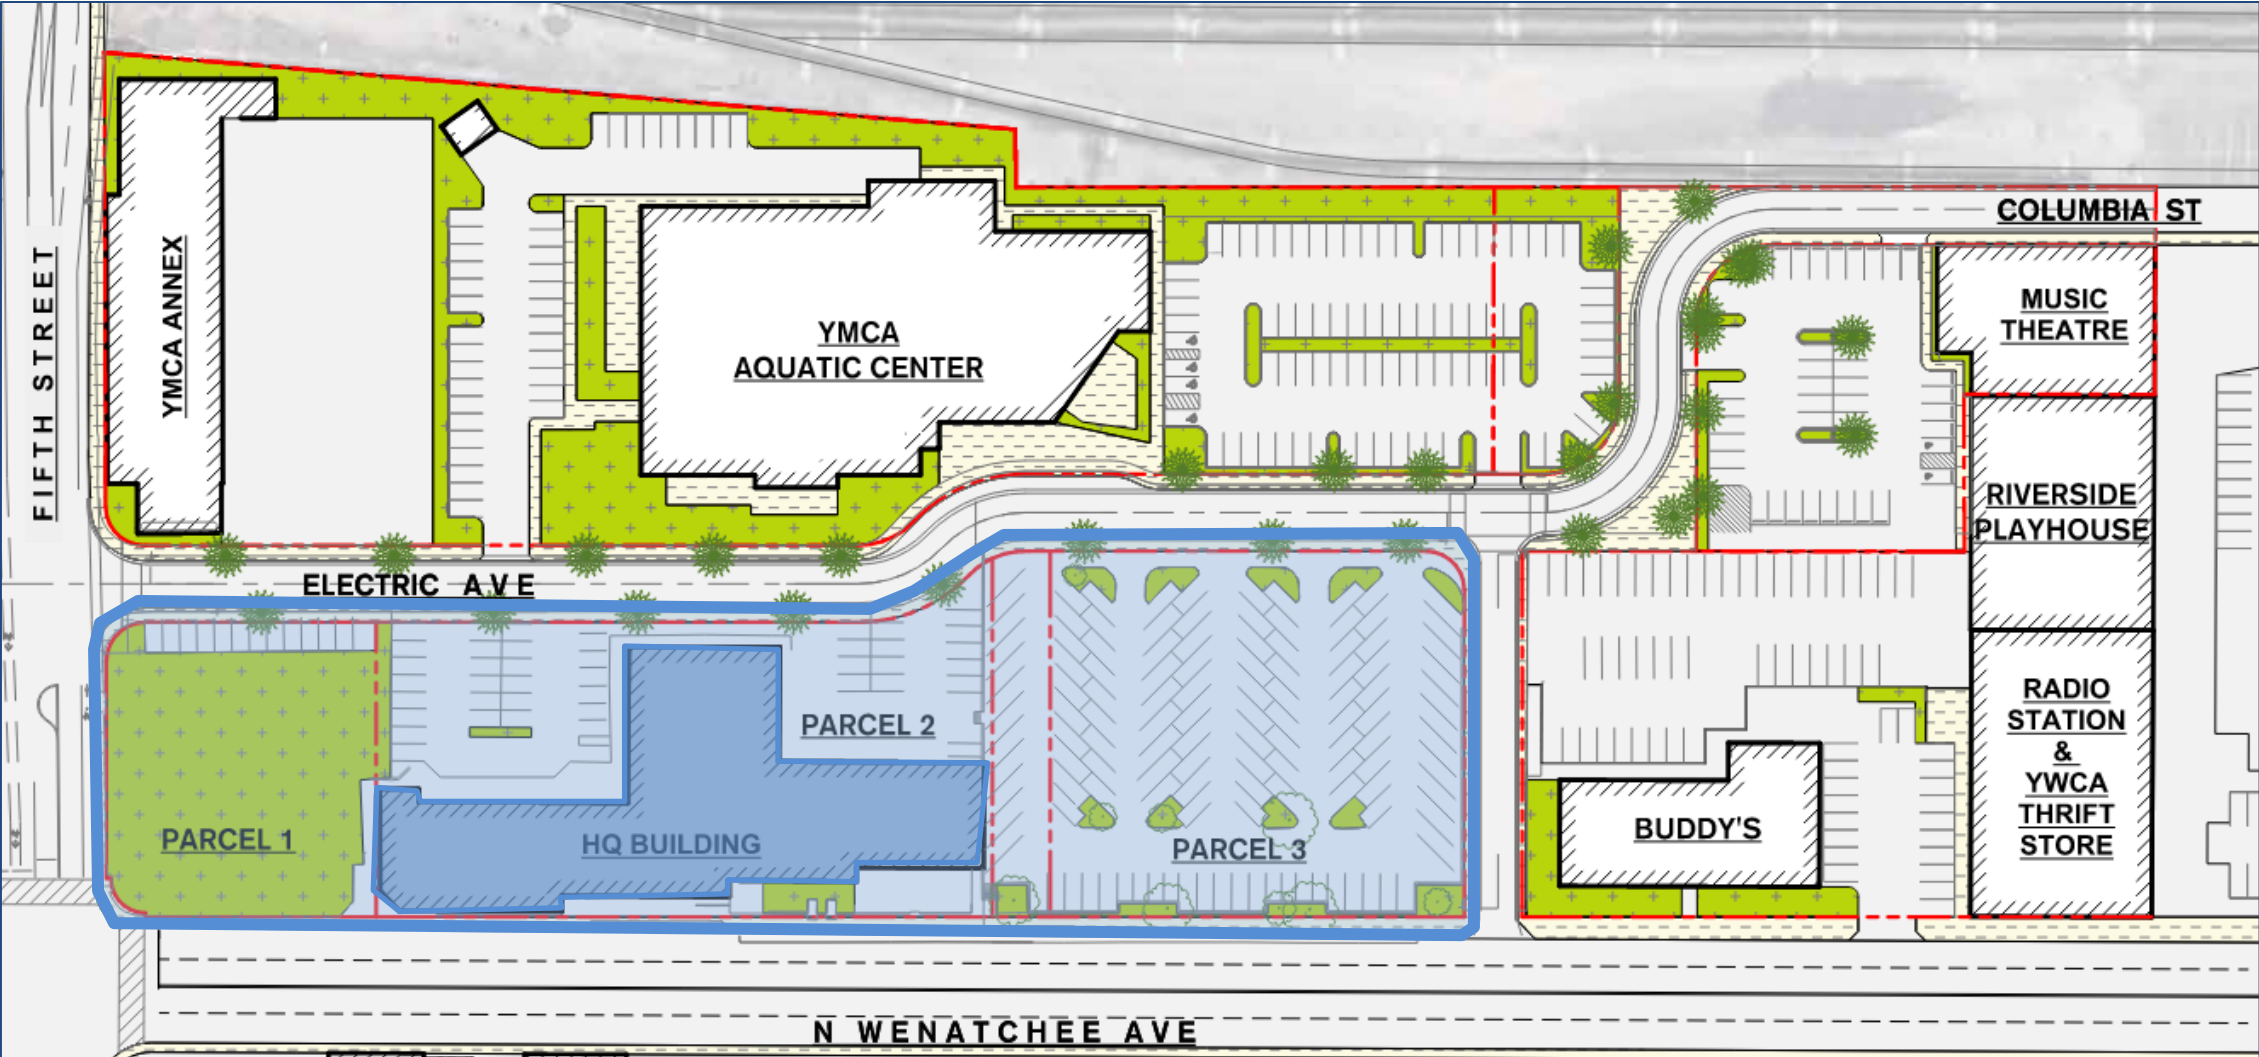 COLUMBIA ST
FIFTH STREET
YMCA ANNEX
YMCA
AQUATIC CENTER
MUSIC
THEATRE
RIVERSIDE
PLAYHOUSE
ELECTRIC AVE
PARCEL 1
PARCEL 2
HQ BUILDING
PARCEL 3
BUDDY'S
RADIO
STATION
&
YWCA
THRIFT
STORE
N WENATCHEE AVE